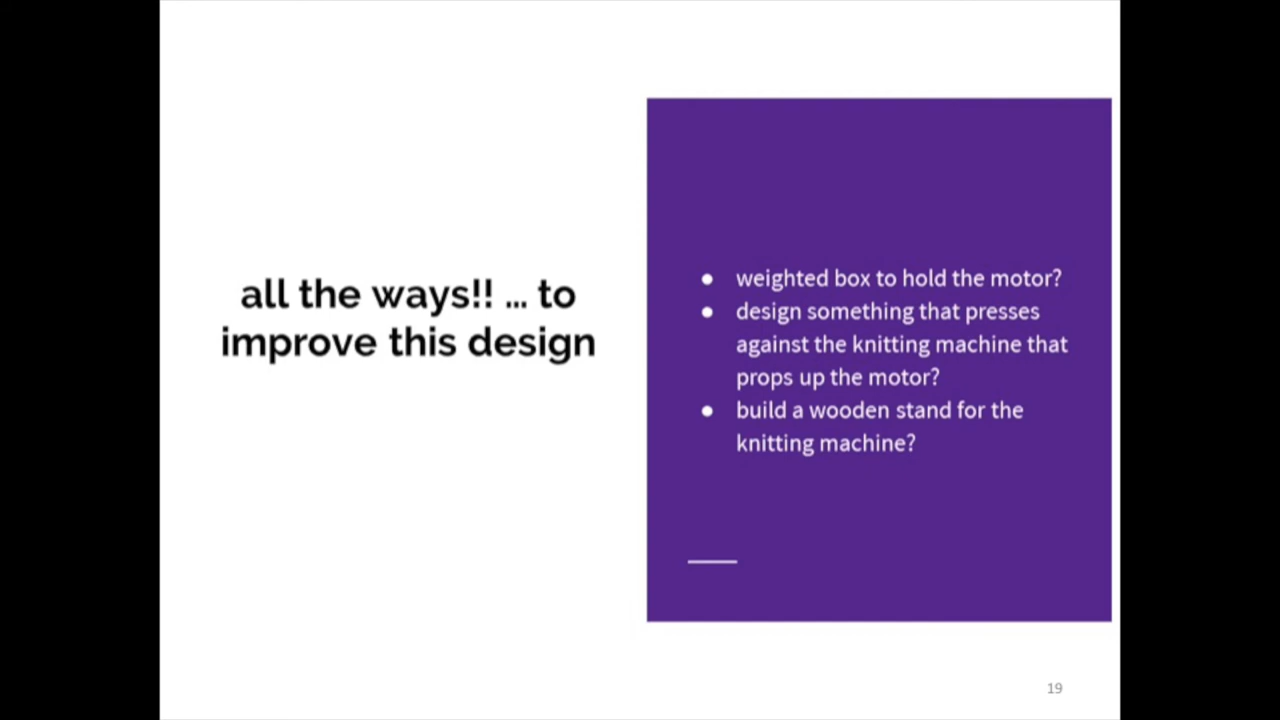 all the ways!! ... to
improve this design
● weighted box to hold the motor?
● design something that presses
against the knitting machine that
props up the motor?
● build a wooden stand for the
knitting machine?
19